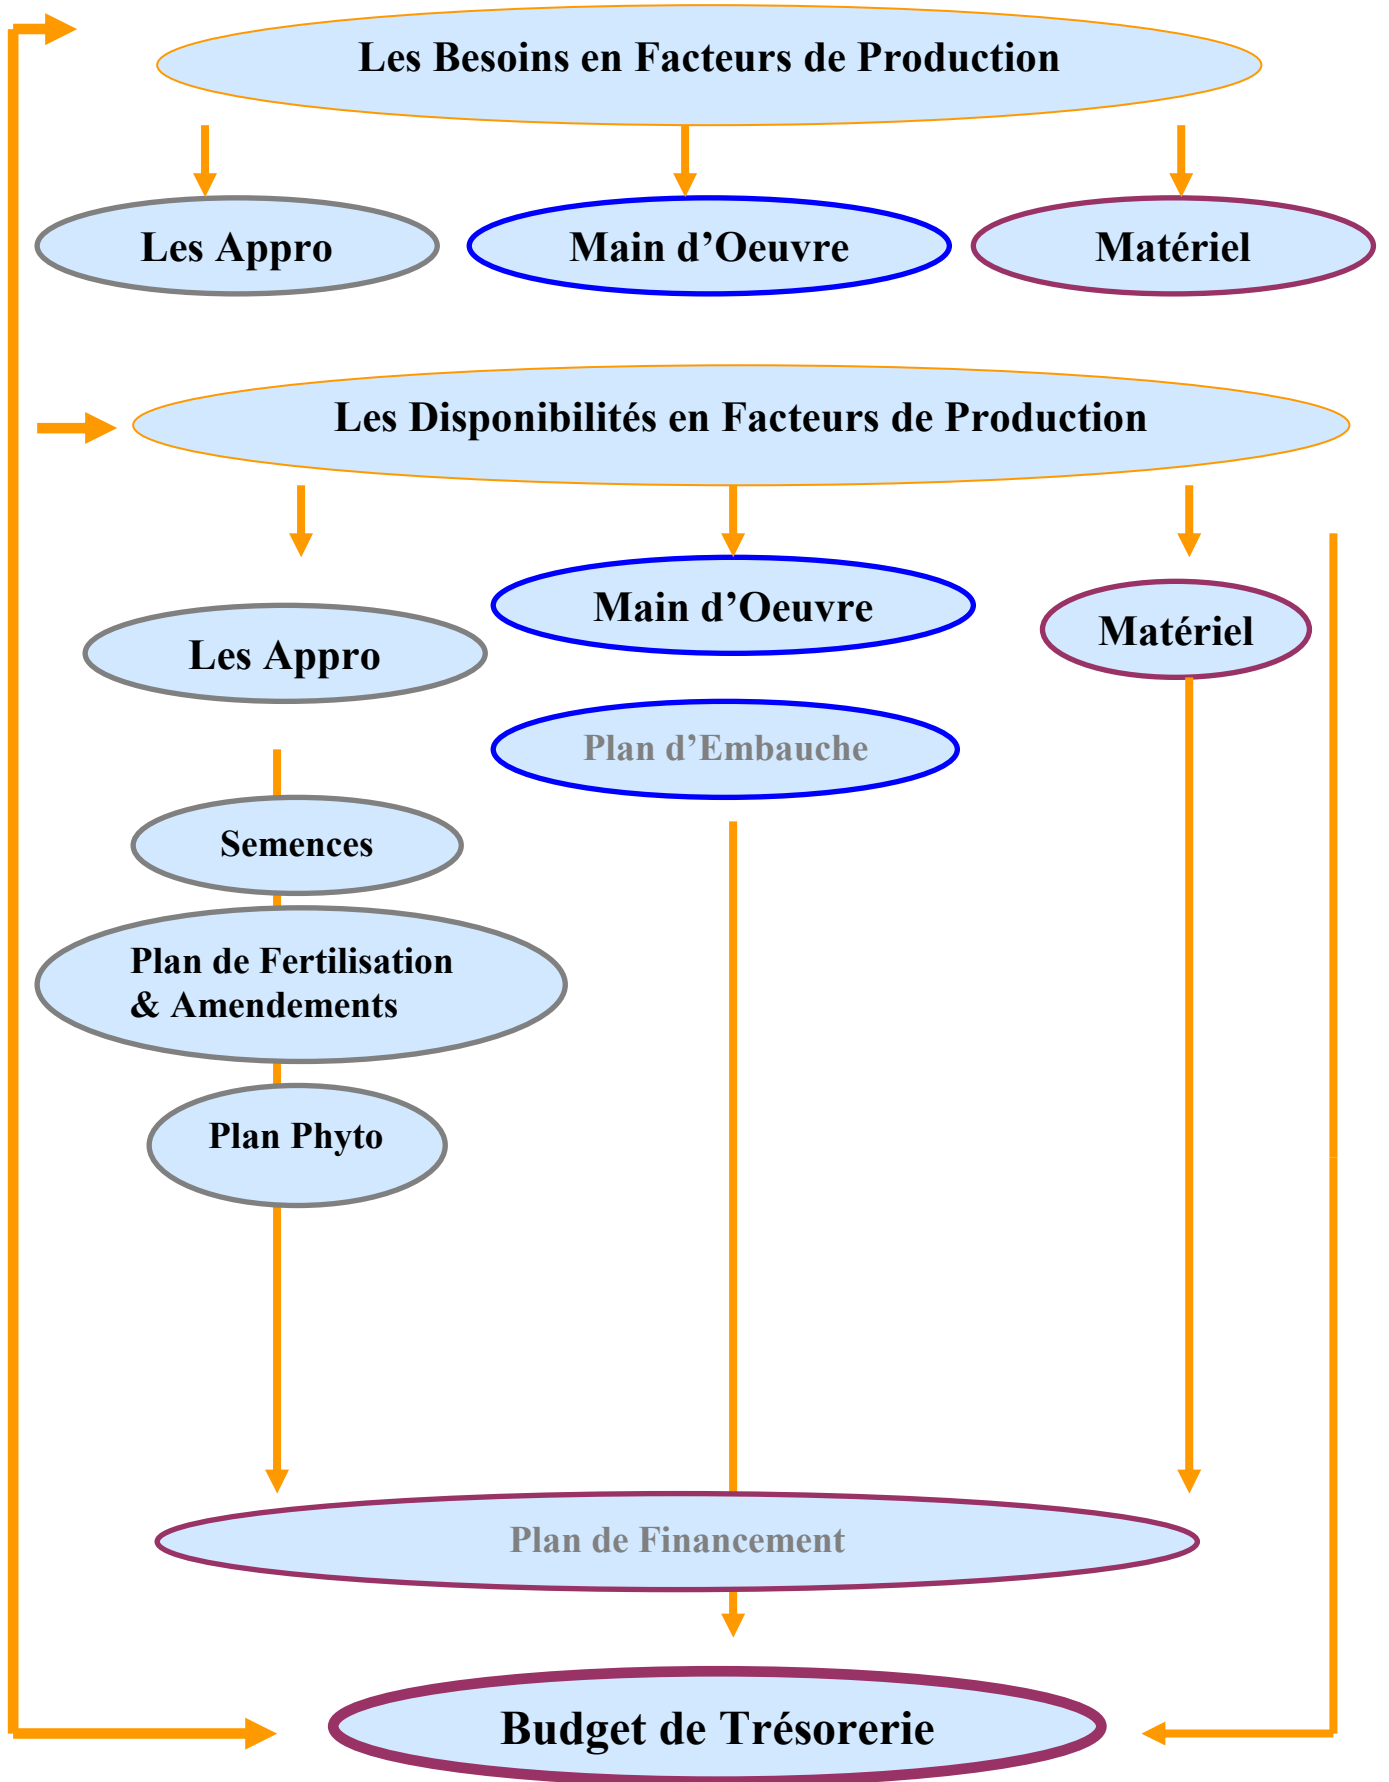 Les Besoins en Facteurs de Production
Les Appro
Main d’Oeuvre
Matériel
Les Disponibilités en Facteurs de Production
Main d’Oeuvre
Matériel
Les Appro
Plan d’Embauche
Semences
Plan de Fertilisation
& Amendements
Plan Phyto
Plan de Financement
Budget de Trésorerie